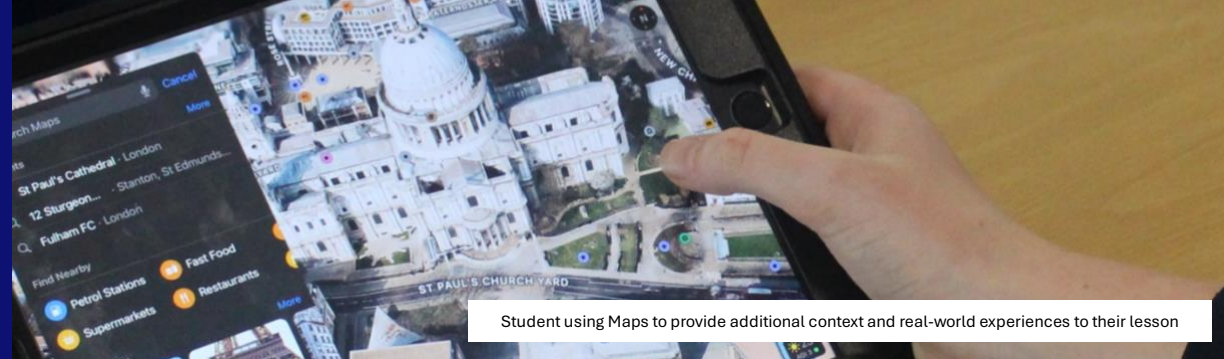 Cancel
More
rch Maps
St Paul's Cathedral · London
12 Sturgeon... · Stanton, St Edmunds...
Fulham FC · London
Find Nearby
Petrol Stations
Fast Food
Supermarkets
Restaurants
More
NEW CH
N
YARD
ST PAUL'S CHURCH YARD
Student using Maps to provide additional context and real-world experiences to their lesson